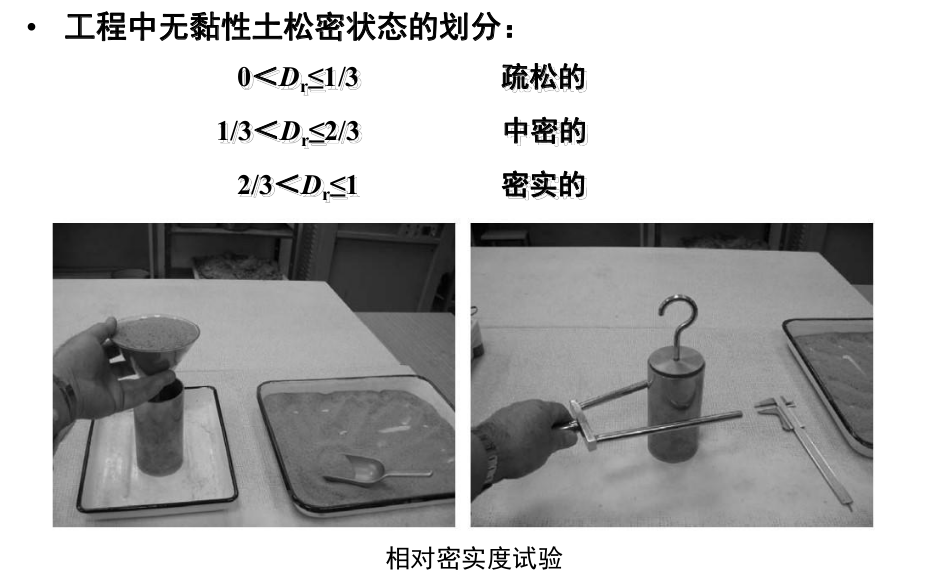 • 工程中无黏性土松密状态的划分：
0＜Dr≤1/3 疏松的
1/3＜Dr≤2/3 中密的
2/3＜Dr≤1 密实的
相对密实度试验